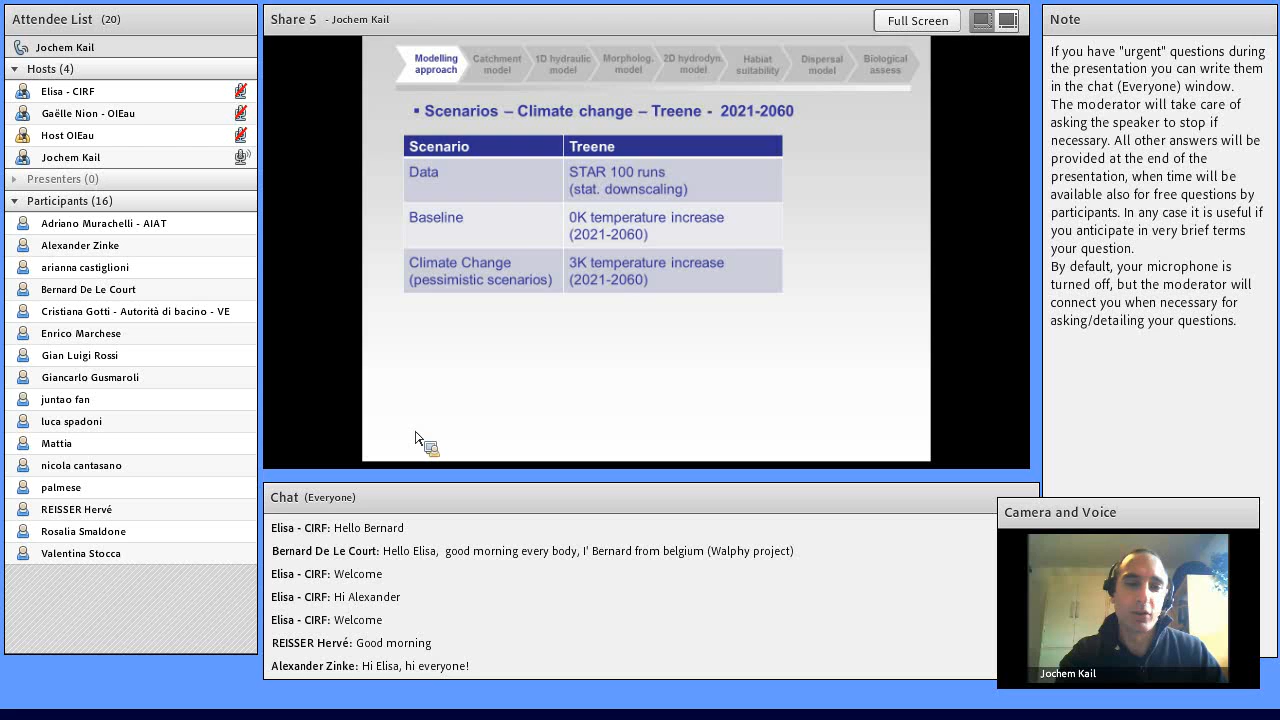 Attendee List (20)
Jochem Kail
Hosts (4)
Elisa - CIRF
Gaëlle Nion - OIEau
Host OIEau
Jochem Kail
Presenters (0)
Participants (16)
Adriano Murachelli - AIAT
Alexander Zinke
arianna castiglioni
Bernard De Le Court
Cristiana Gotti - Autorità di bacino - VE
Enrico Marchese
Gian Luigi Rossi
Giancarlo Gusmaroli
juntao fan
luca spadoni
Mattia
nicola cantasano
palmese
REISSER Hervé
Rosalia Smaldone
Valentina Stocca
Share 5 - Jochem Kail
Full Screen
Modelling approach
Catchment model
1D hydraulic model
Morpholog. model
2D hydrodyn. model
Habiat suitability
Dispersal model
Biological assess
▪ Scenarios – Climate change – Treene - 2021-2060
Scenario Treene
Data STAR 100 runs
(stat. downscaling)
Baseline 0K temperature increase
(2021-2060)
Climate Change 3K temperature increase
(pessimistic scenarios) (2021-2060)
Chat (Everyone)
Elisa - CIRF: Hello Bernard
Bernard De Le Court: Hello Elisa, good morning every body, I' Bernard from belgium (Walphy project)
Elisa - CIRF: Welcome
Elisa - CIRF: Hi Alexander
Elisa - CIRF: Welcome
REISSER Hervé: Good morning
Alexander Zinke: Hi Elisa, hi everyone!
Note
If you have "urgent" questions during
the presentation you can write them
in the chat (Everyone) window.
The moderator will take care of
asking the speaker to stop if
necessary. All other answers will be
provided at the end of the
presentation, when time will be
available also for free questions by
participants. In any case it is useful if
you anticipate in very brief terms
your question.
By default, your microphone is
turned off, but the moderator will
connect you when necessary for
asking/detailing your questions.
Camera and Voice
Jochem Kail